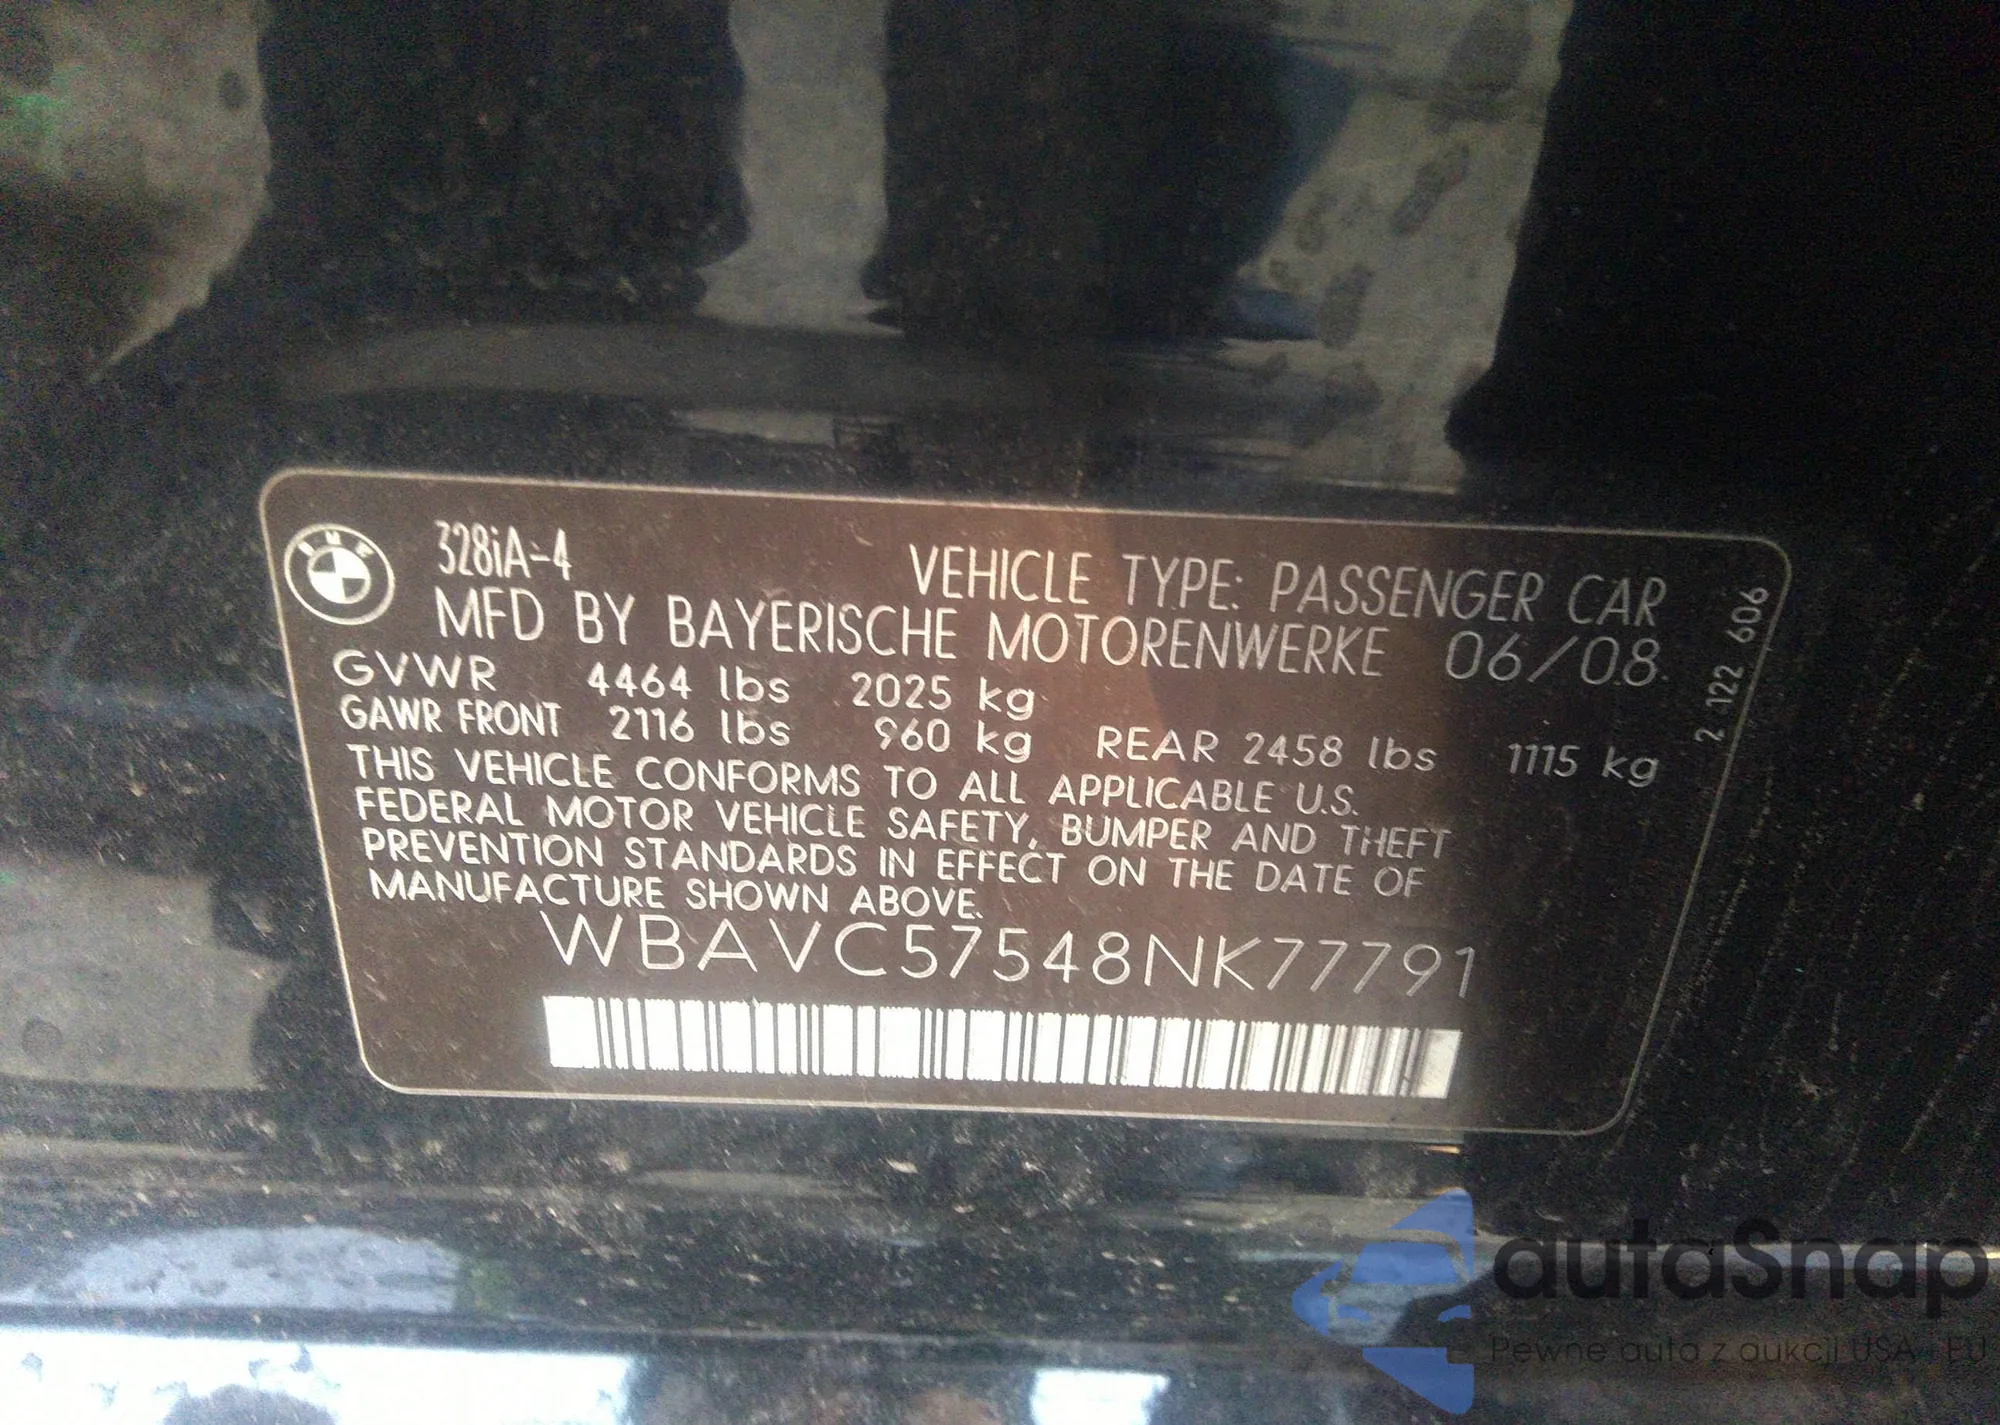 BMW
328iA-4
VEHICLE TYPE: PASSENGER CAR
MFD BY BAYERISCHE MOTORENWERKE 06/08
GVWR 4464 lbs 2025 kg
GAWR FRONT 2116 lbs 960 kg REAR 2458 lbs 1115 kg
THIS VEHICLE CONFORMS TO ALL APPLICABLE U.S.
FEDERAL MOTOR VEHICLE SAFETY, BUMPER AND THEFT
PREVENTION STANDARDS IN EFFECT ON THE DATE OF
MANUFACTURE SHOWN ABOVE.
WBAVC57548NK77791
2 122 606
autaSnap
Pewne auta z aukcji USA i EU